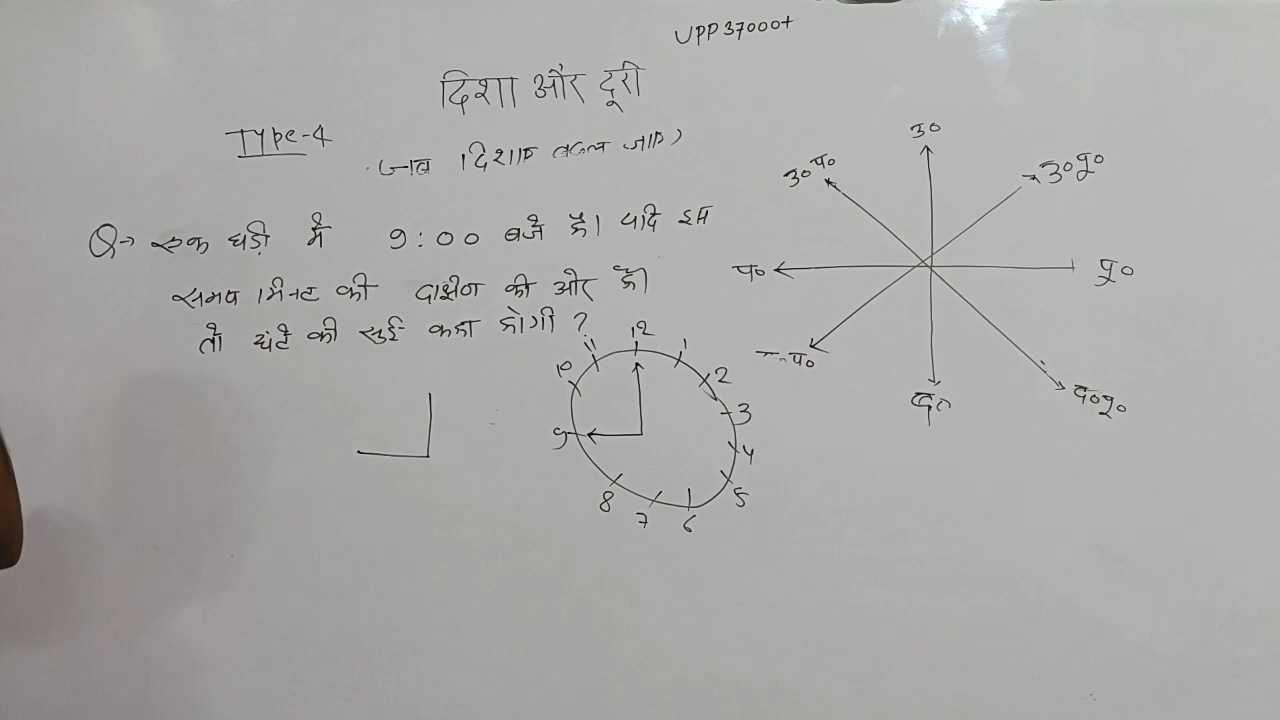 UPP 37000+
दिशा और दूरी
Type-4
जब दिशाए बदल जाए
Q→ एक घड़ी में 9:00 बजे है। यदि इस
समय मिनट की दक्षिण की ओर है।
तो घंटे की सुई कहा होगी ?
12
11
1
10
2
9
3
8
4
7
6
5
उ०
उ०प०
उ०पू०
प०
पू०
द०
द०पू०